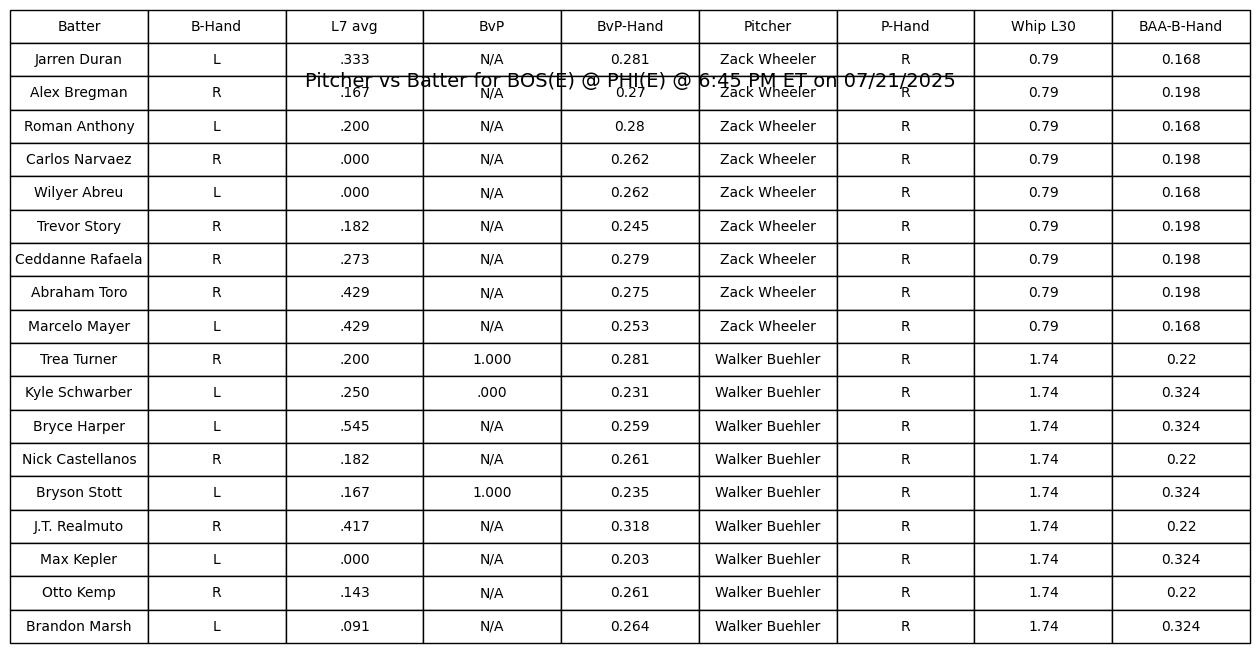 Batter B-Hand L7 avg BvP BvP-Hand Pitcher P-Hand Whip L30 BAA-B-Hand
Jarren Duran L .333 N/A 0.281 Zack Wheeler R 0.79 0.168
Pitcher vs Batter for BOS(E) @ PHI(E) @ 6:45 PM ET on 07/21/2025
Alex Bregman R .167 N/A 0.27 Zack Wheeler R 0.79 0.198
Roman Anthony L .200 N/A 0.28 Zack Wheeler R 0.79 0.168
Carlos Narvaez R .000 N/A 0.262 Zack Wheeler R 0.79 0.198
Wilyer Abreu L .000 N/A 0.262 Zack Wheeler R 0.79 0.168
Trevor Story R .182 N/A 0.245 Zack Wheeler R 0.79 0.198
Ceddanne Rafaela R .273 N/A 0.279 Zack Wheeler R 0.79 0.198
Abraham Toro R .429 N/A 0.275 Zack Wheeler R 0.79 0.198
Marcelo Mayer L .429 N/A 0.253 Zack Wheeler R 0.79 0.168
Trea Turner R .200 1.000 0.281 Walker Buehler R 1.74 0.22
Kyle Schwarber L .250 .000 0.231 Walker Buehler R 1.74 0.324
Bryce Harper L .545 N/A 0.259 Walker Buehler R 1.74 0.324
Nick Castellanos R .182 N/A 0.261 Walker Buehler R 1.74 0.22
Bryson Stott L .167 1.000 0.235 Walker Buehler R 1.74 0.324
J.T. Realmuto R .417 N/A 0.318 Walker Buehler R 1.74 0.22
Max Kepler L .000 N/A 0.203 Walker Buehler R 1.74 0.324
Otto Kemp R .143 N/A 0.261 Walker Buehler R 1.74 0.22
Brandon Marsh L .091 N/A 0.264 Walker Buehler R 1.74 0.324